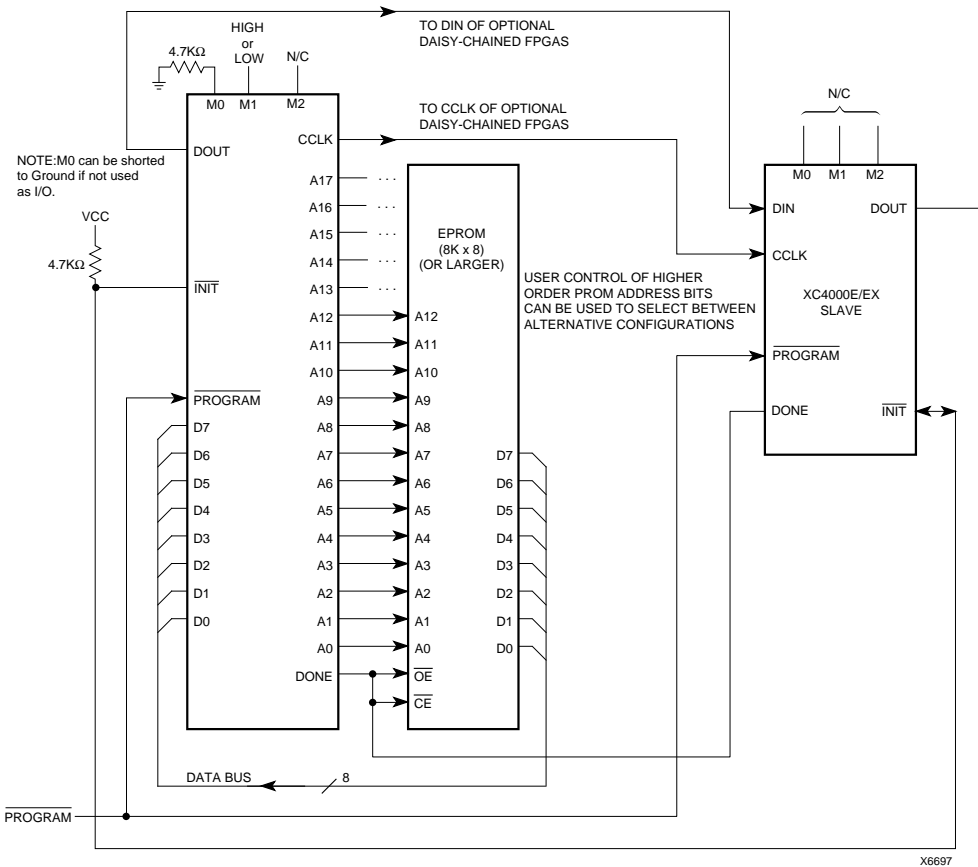 TO DIN OF OPTIONAL
DAISY-CHAINED FPGAS
HIGH
or
LOW
4.7KΩ
N/C
M0
M1
M2
TO CCLK OF OPTIONAL
DAISY-CHAINED FPGAS
N/C
M0
M1
M2
DOUT
CCLK
NOTE:M0 can be shorted
to Ground if not used
as I/O.
VCC
4.7KΩ
INIT
PROGRAM
D7
D6
D5
D4
D3
D2
D1
D0
A17
...
A16
...
A15
...
A14
...
A13
...
A12
A11
A10
A9
A8
A7
A6
A5
A4
A3
A2
A1
A0
DONE
EPROM
(8K x 8)
(OR LARGER)
A12
A11
A10
A9
A8
A7
A6
A5
A4
A3
A2
A1
A0
OE
CE
D7
D6
D5
D4
D3
D2
D1
D0
USER CONTROL OF HIGHER
ORDER PROM ADDRESS BITS
CAN BE USED TO SELECT BETWEEN
ALTERNATIVE CONFIGURATIONS
DIN
DOUT
CCLK
XC4000E/EX
SLAVE
PROGRAM
DONE
INIT
DATA BUS
8
PROGRAM
X6697